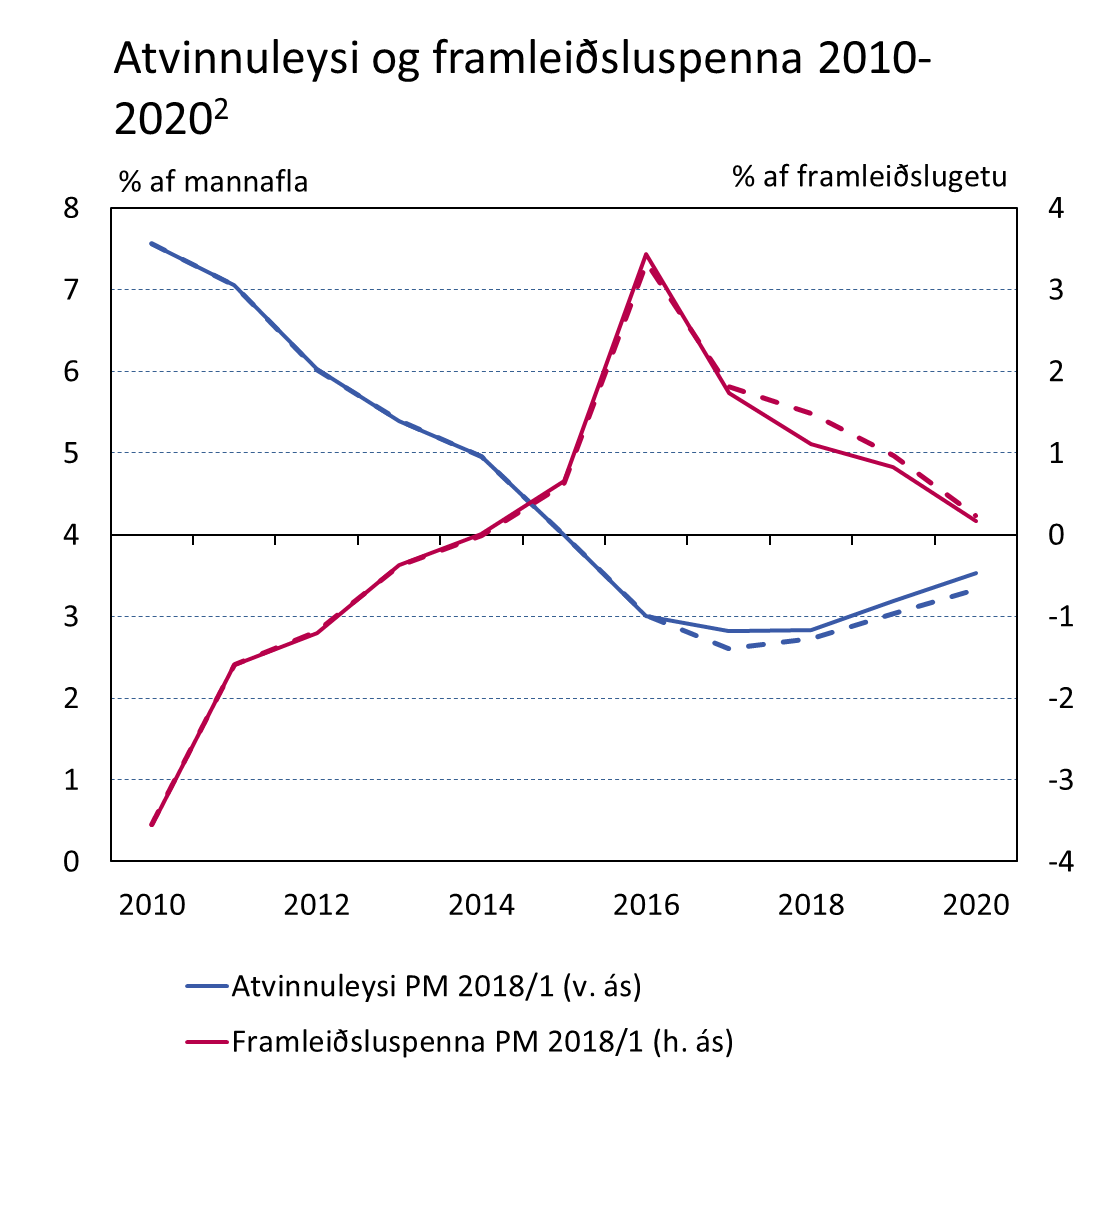 Atvinnuleysi og framleiðsluspenna 2010-
2020²
% af mannafla
% af framleiðslugetu
8 4
7 3
6 2
5 1
4 0
3 -1
2 -2
1 -3
0 -4
2010 2012 2014 2016 2018 2020
Atvinnuleysi PM 2018/1 (v. ás)
Framleiðsluspenna PM 2018/1 (h. ás)